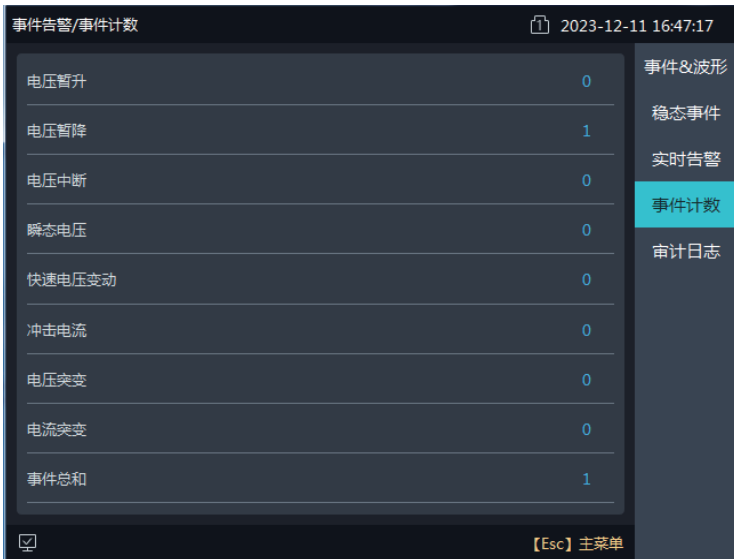 事件告警/事件计数 1 2023-12-11 16:47:17
电压暂升 0
电压暂降 1
电压中断 0
瞬态电压 0
快速电压变动 0
冲击电流 0
电压突变 0
电流突变 0
事件总和 1
事件&波形
稳态事件
实时告警
事件计数
审计日志
【Esc】主菜单